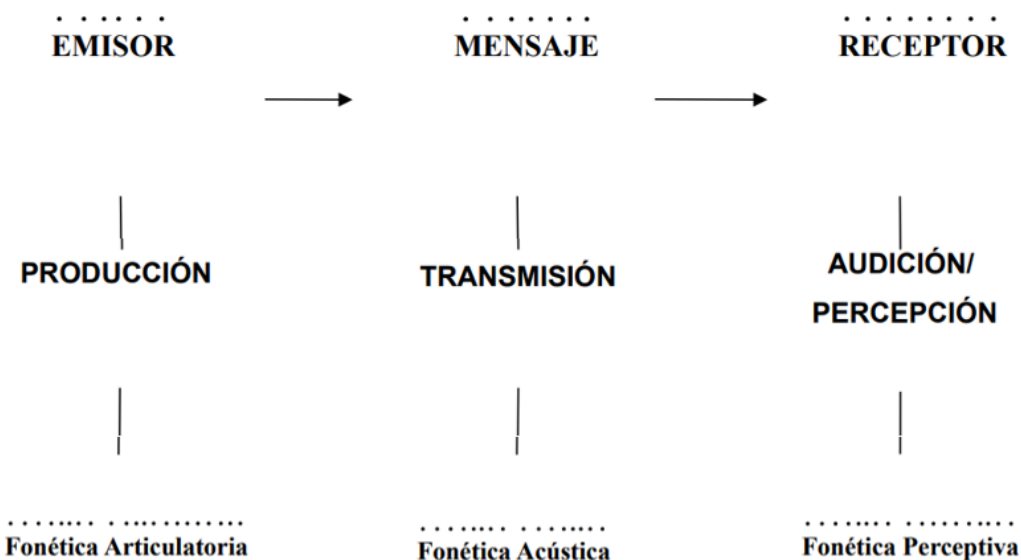 EMISOR
MENSAJE
RECEPTOR
PRODUCCIÓN
TRANSMISIÓN
AUDICIÓN/
PERCEPCIÓN
Fonética Articulatoria
Fonética Acústica
Fonética Perceptiva